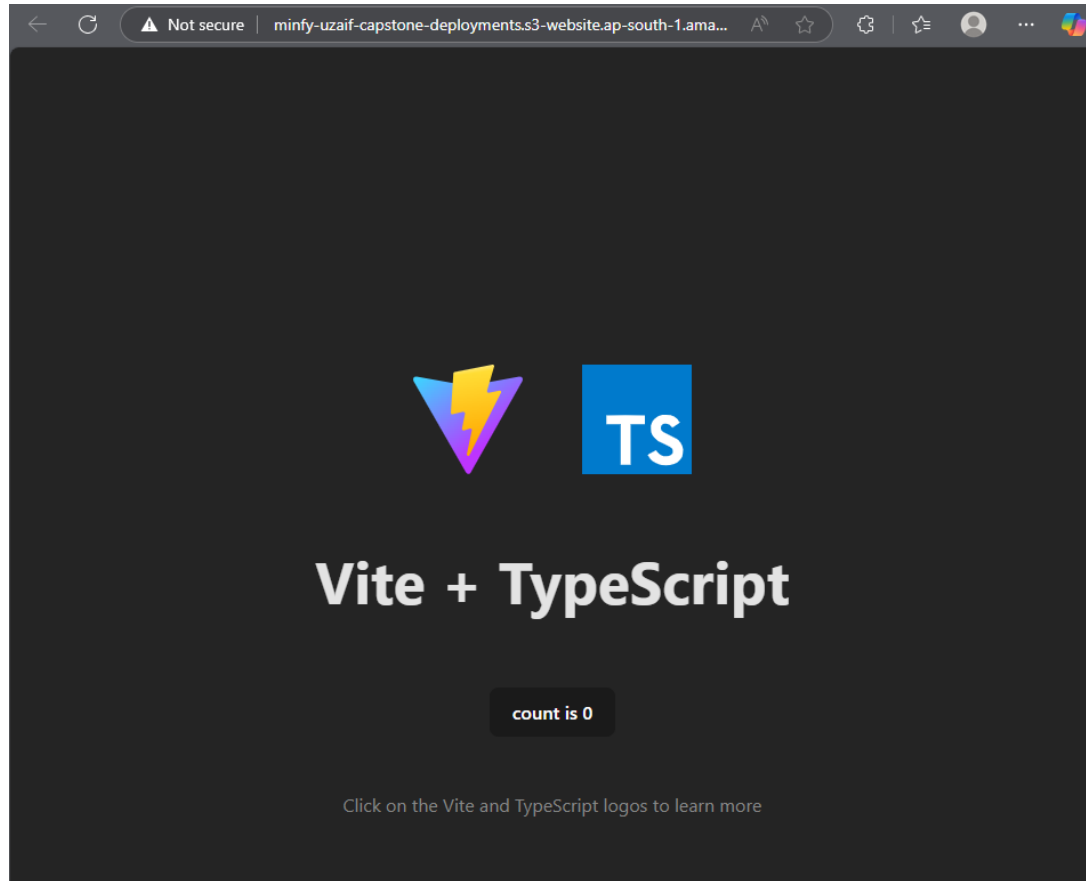 Not secure minfy-uzaif-capstone-deployments.s3-website.ap-south-1.ama...
TS
Vite + TypeScript
count is 0
Click on the Vite and TypeScript logos to learn more